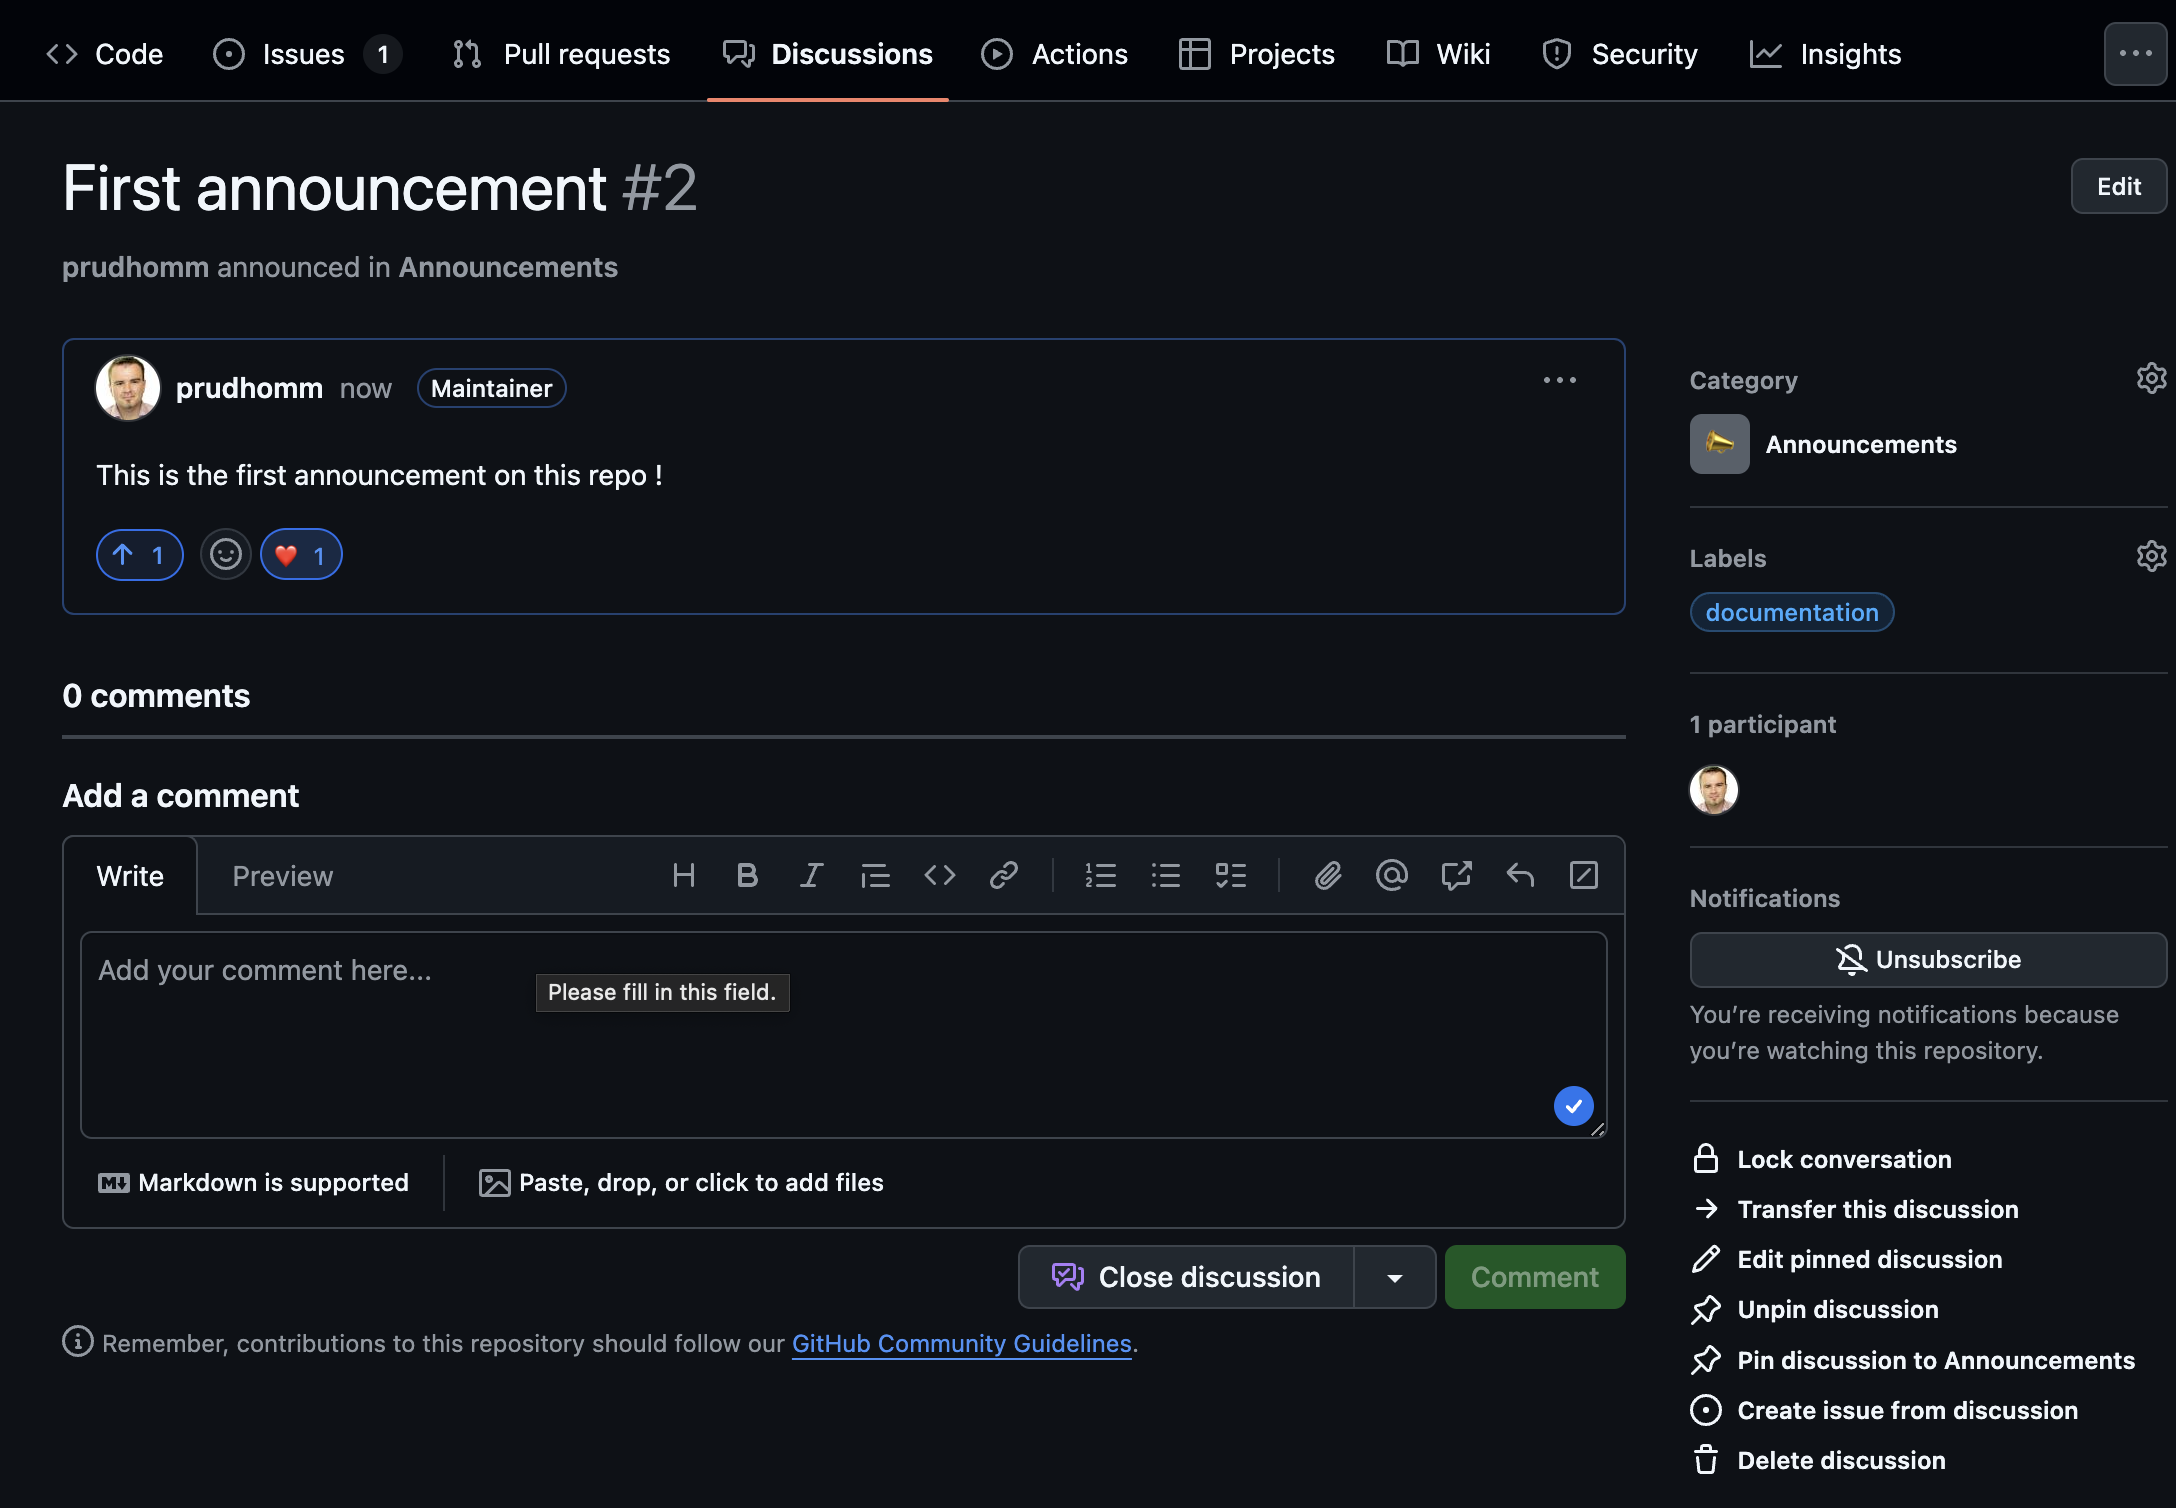 Code Issues 1 Pull requests Discussions Actions Projects Wiki Security Insights
First announcement #2
Edit
prudhomm announced in Announcements
prudhomm now Maintainer
This is the first announcement on this repo !
1 ❤️ 1
0 comments
Add a comment
Write Preview
Add your comment here...
Please fill in this field.
Markdown is supported
Paste, drop, or click to add files
Close discussion
Comment
Remember, contributions to this repository should follow our GitHub Community Guidelines.
Category
Announcements
Labels
documentation
1 participant
Notifications
Unsubscribe
You’re receiving notifications because
you’re watching this repository.
Lock conversation
Transfer this discussion
Edit pinned discussion
Unpin discussion
Pin discussion to Announcements
Create issue from discussion
Delete discussion